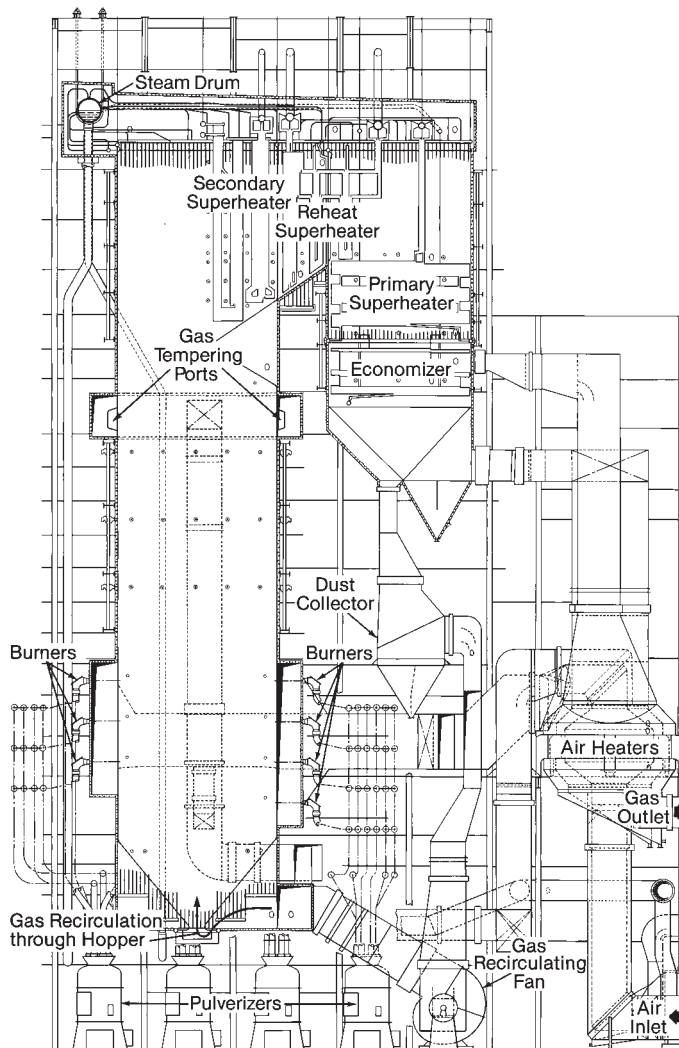 Steam Drum
Secondary
Superheater
Reheat
Superheater
Primary
Superheater
Gas
Tempering
Ports
Economizer
Dust
Collector
Burners
Burners
Air Heaters
Gas
Outlet
Gas Recirculation
through Hopper
Gas
Recirculating
Fan
Pulverizers
Air
Inlet